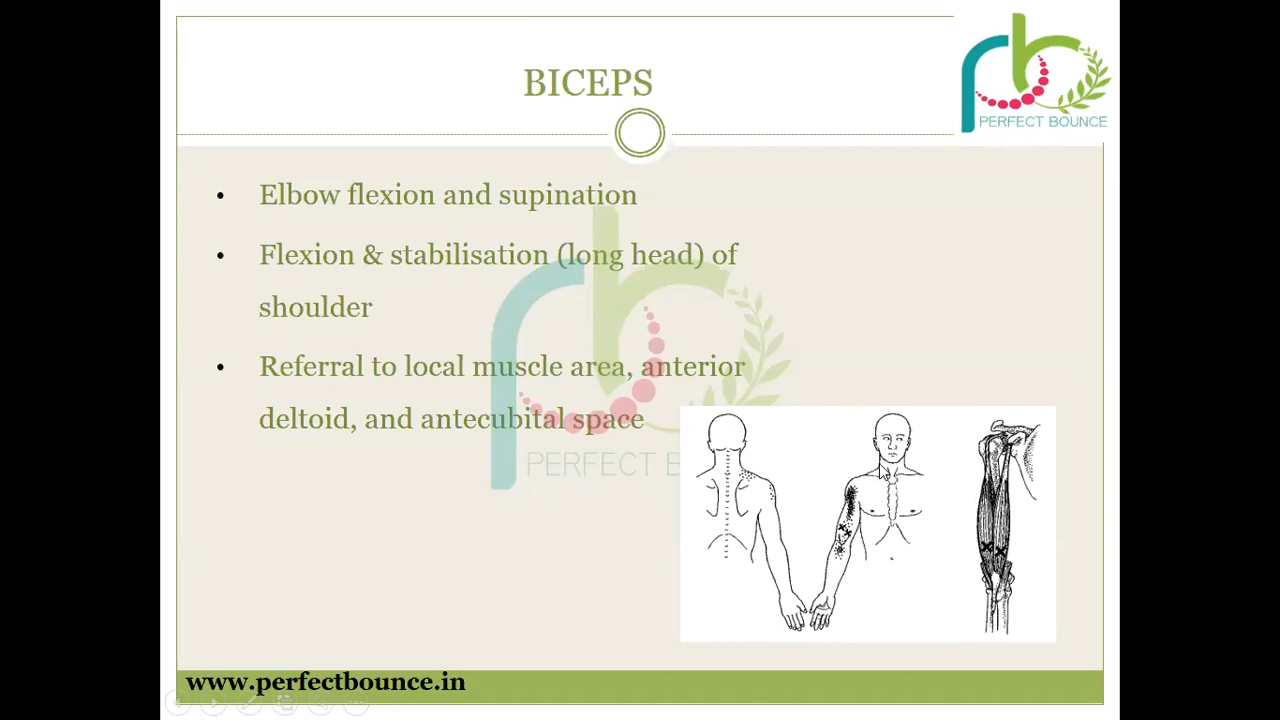 BICEPS
PERFECT BOUNCE
• Elbow flexion and supination
• Flexion & stabilisation (long head) of
shoulder
• Referral to local muscle area, anterior
deltoid, and antecubital space
PERFECT B
www.perfectbounce.in